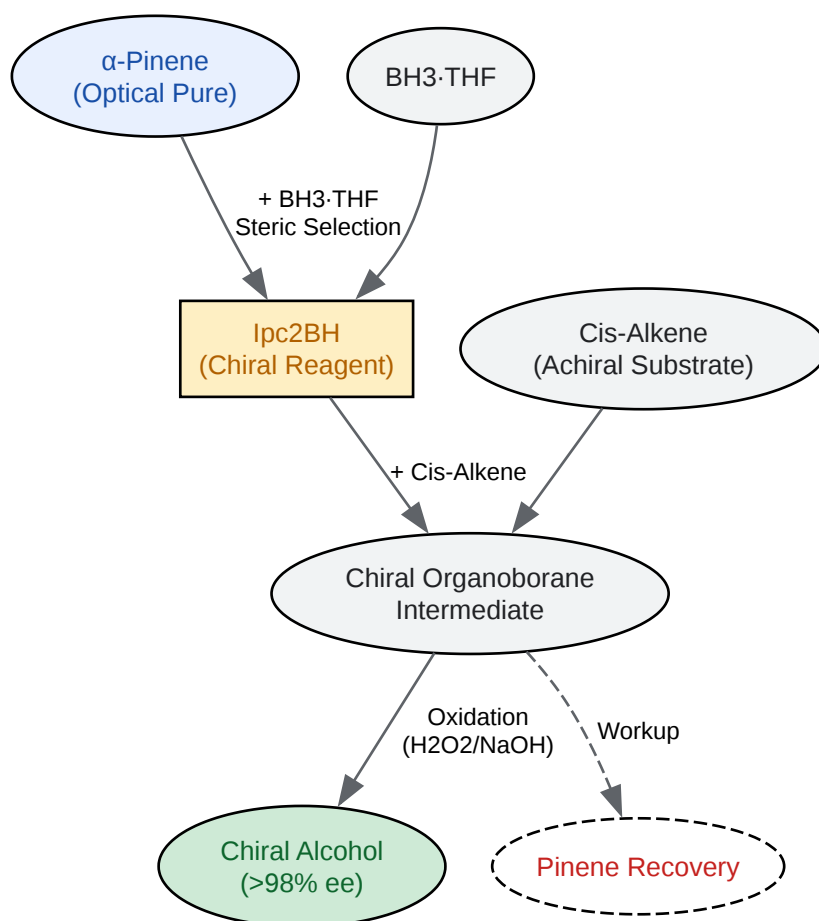 α-Pinene
(Optical Pure)
BH3·THF
+ BH3·THF
Steric Selection
Ipc2BH
(Chiral Reagent)
Cis-Alkene
(Achiral Substrate)
+ Cis-Alkene
Chiral Organoborane
Intermediate
Oxidation
(H2O2/NaOH)
Workup
Chiral Alcohol
(>98% ee)
Pinene Recovery